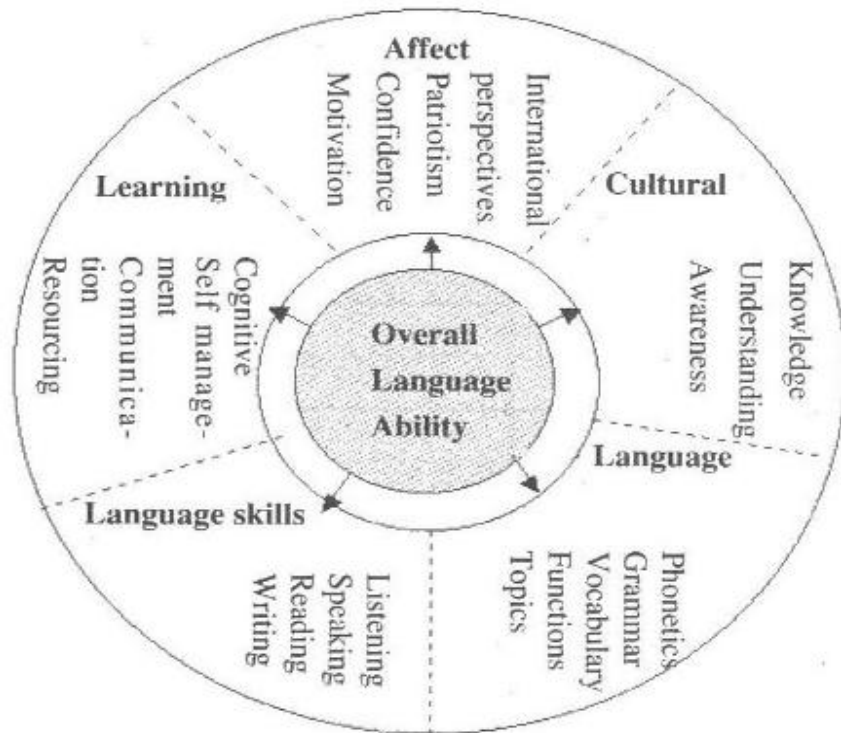 Affect
International
perspectives
Patriotism
Confidence
Motivation
Cultural
Knowledge
Understanding
Awareness
Learning
Cognitive
Self manage-
ment
Communica-
tion
Resourcing
Overall
Language
Ability
Language
Phonetics
Grammar
Vocabulary
Functions
Topics
Language skills
Listening
Speaking
Reading
Writing